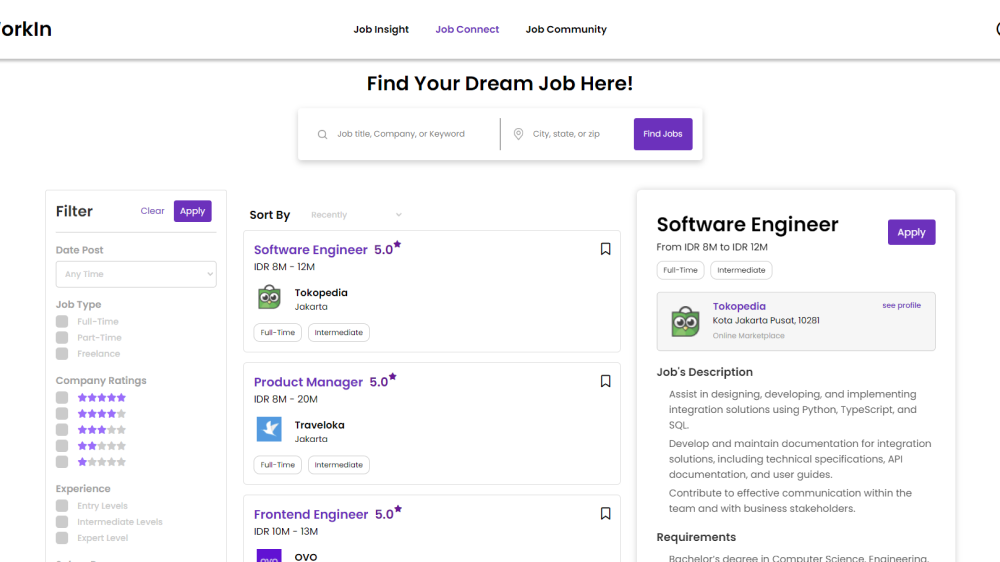 orkIn
Job Insight
Job Connect
Job Community
Find Your Dream Job Here!
Job title, Company, or Keyword
City, state, or zip
Find Jobs
Filter
Clear
Apply
Date Post
Any Time
Job Type
Full-Time
Part-Time
Freelance
Company Ratings
Experience
Entry Levels
Intermediate Levels
Expert Level
Sort By
Recently
Software Engineer 5.0
IDR 8M - 12M
Tokopedia
Jakarta
Full-Time
Intermediate
Product Manager 5.0
IDR 8M - 20M
Traveloka
Jakarta
Full-Time
Intermediate
Frontend Engineer 5.0
IDR 10M - 13M
OVO
OVO
Software Engineer
From IDR 8M to IDR 12M
Apply
Full-Time
Intermediate
Tokopedia
see profile
Kota Jakarta Pusat, 10281
Online Marketplace
Job's Description
Assist in designing, developing, and implementing
integration solutions using Python, TypeScript, and
SQL.
Develop and maintain documentation for integration
solutions, including technical specifications, API
documentation, and user guides.
Contribute to effective communication within the
team and with business stakeholders.
Requirements
Bachelor's degree in Computer Science, Engineering,